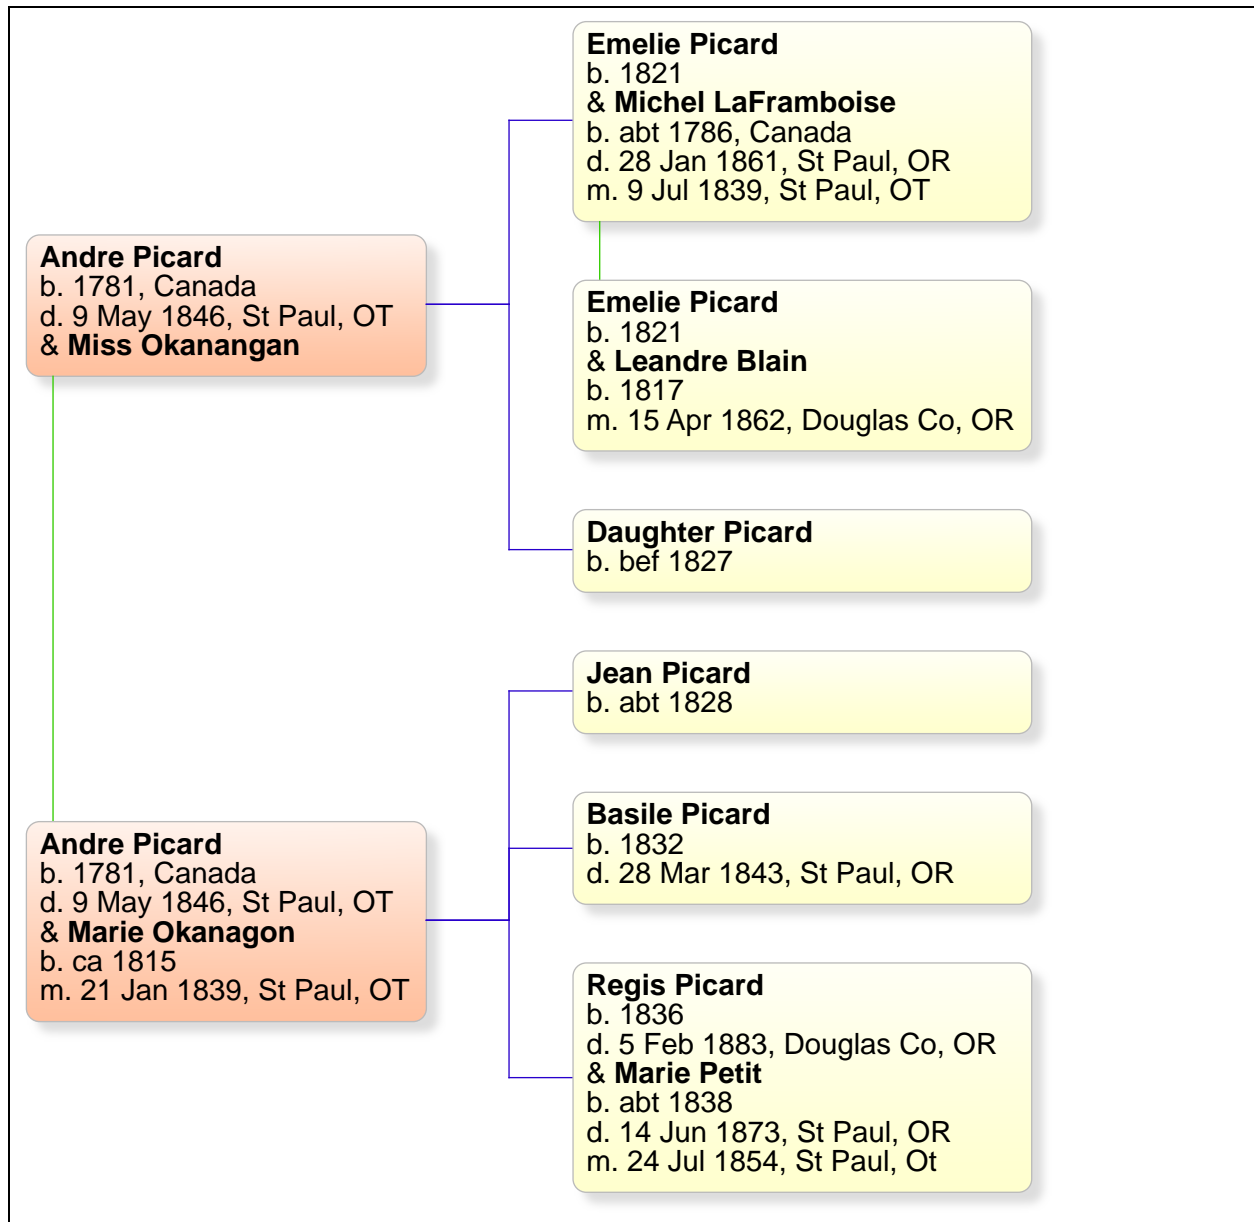 Emelie Picard
b. 1821
& Michel LaFramboise
b. abt 1786, Canada
d. 28 Jan 1861, St Paul, OR
m. 9 Jul 1839, St Paul, OT
Andre Picard
b. 1781, Canada
d. 9 May 1846, St Paul, OT
& Miss Okanangan
Emelie Picard
b. 1821
& Leandre Blain
b. 1817
m. 15 Apr 1862, Douglas Co, OR
Daughter Picard
b. bef 1827
Jean Picard
b. abt 1828
Basile Picard
b. 1832
d. 28 Mar 1843, St Paul, OR
Andre Picard
b. 1781, Canada
d. 9 May 1846, St Paul, OT
& Marie Okanagon
b. ca 1815
m. 21 Jan 1839, St Paul, OT
Regis Picard
b. 1836
d. 5 Feb 1883, Douglas Co, OR
& Marie Petit
b. abt 1838
d. 14 Jun 1873, St Paul, OR
m. 24 Jul 1854, St Paul, Ot